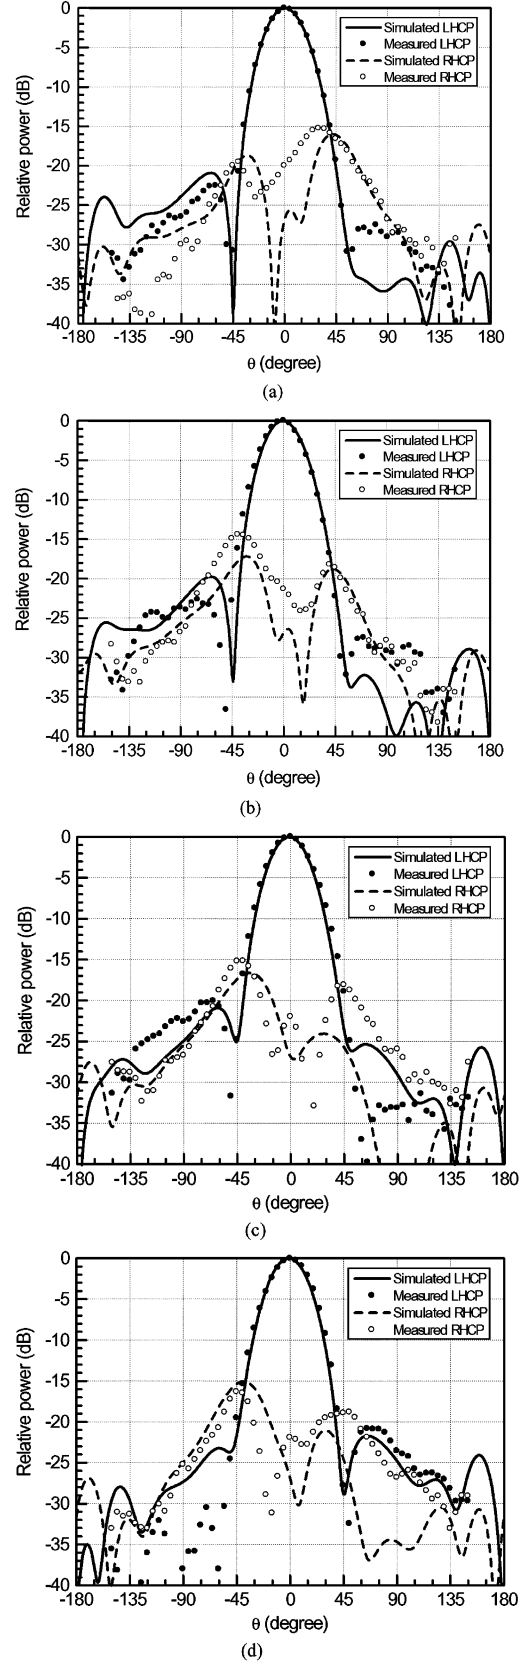 0
-5
-10
-15
-20
-25
-30
-35
-40
Relative power (dB)
Simulated LHCP
Measured LHCP
Simulated RHCP
Measured RHCP
-180 -135 -90 -45 0 45 90 135 180
θ (degree)
(a)
0
-5
-10
-15
-20
-25
-30
-35
-40
Relative power (dB)
Simulated LHCP
Measured LHCP
Simulated RHCP
Measured RHCP
-180 -135 -90 -45 0 45 90 135 180
θ (degree)
(b)
0
-5
-10
-15
-20
-25
-30
-35
-40
Relative power (dB)
Simulated LHCP
Measured LHCP
Simulated RHCP
Measured RHCP
-180 -135 -90 -45 0 45 90 135 180
θ (degree)
(c)
0
-5
-10
-15
-20
-25
-30
-35
-40
Relative power (dB)
Simulated LHCP
Measured LHCP
Simulated RHCP
Measured RHCP
-180 -135 -90 -45 0 45 90 135 180
θ (degree)
(d)